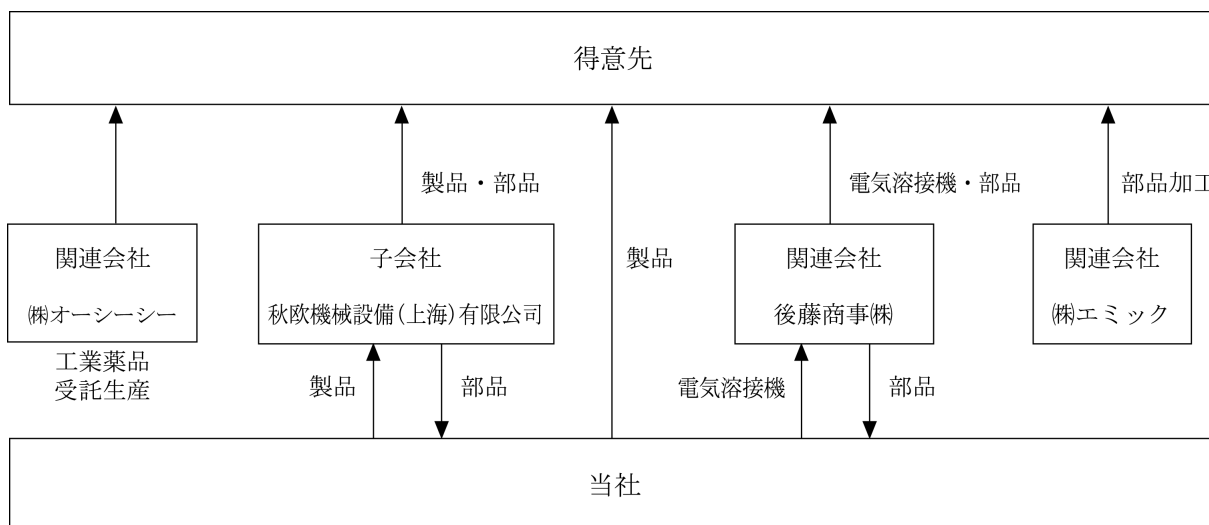 得意先
製品・部品
電気溶接機・部品
部品加工
関連会社
㈱オーシーシー
工業薬品
受託生産
子会社
秋欧機械設備(上海)有限公司
製品
関連会社
後藤商事㈱
関連会社
㈱エミック
製品
部品
電気溶接機
部品
当社